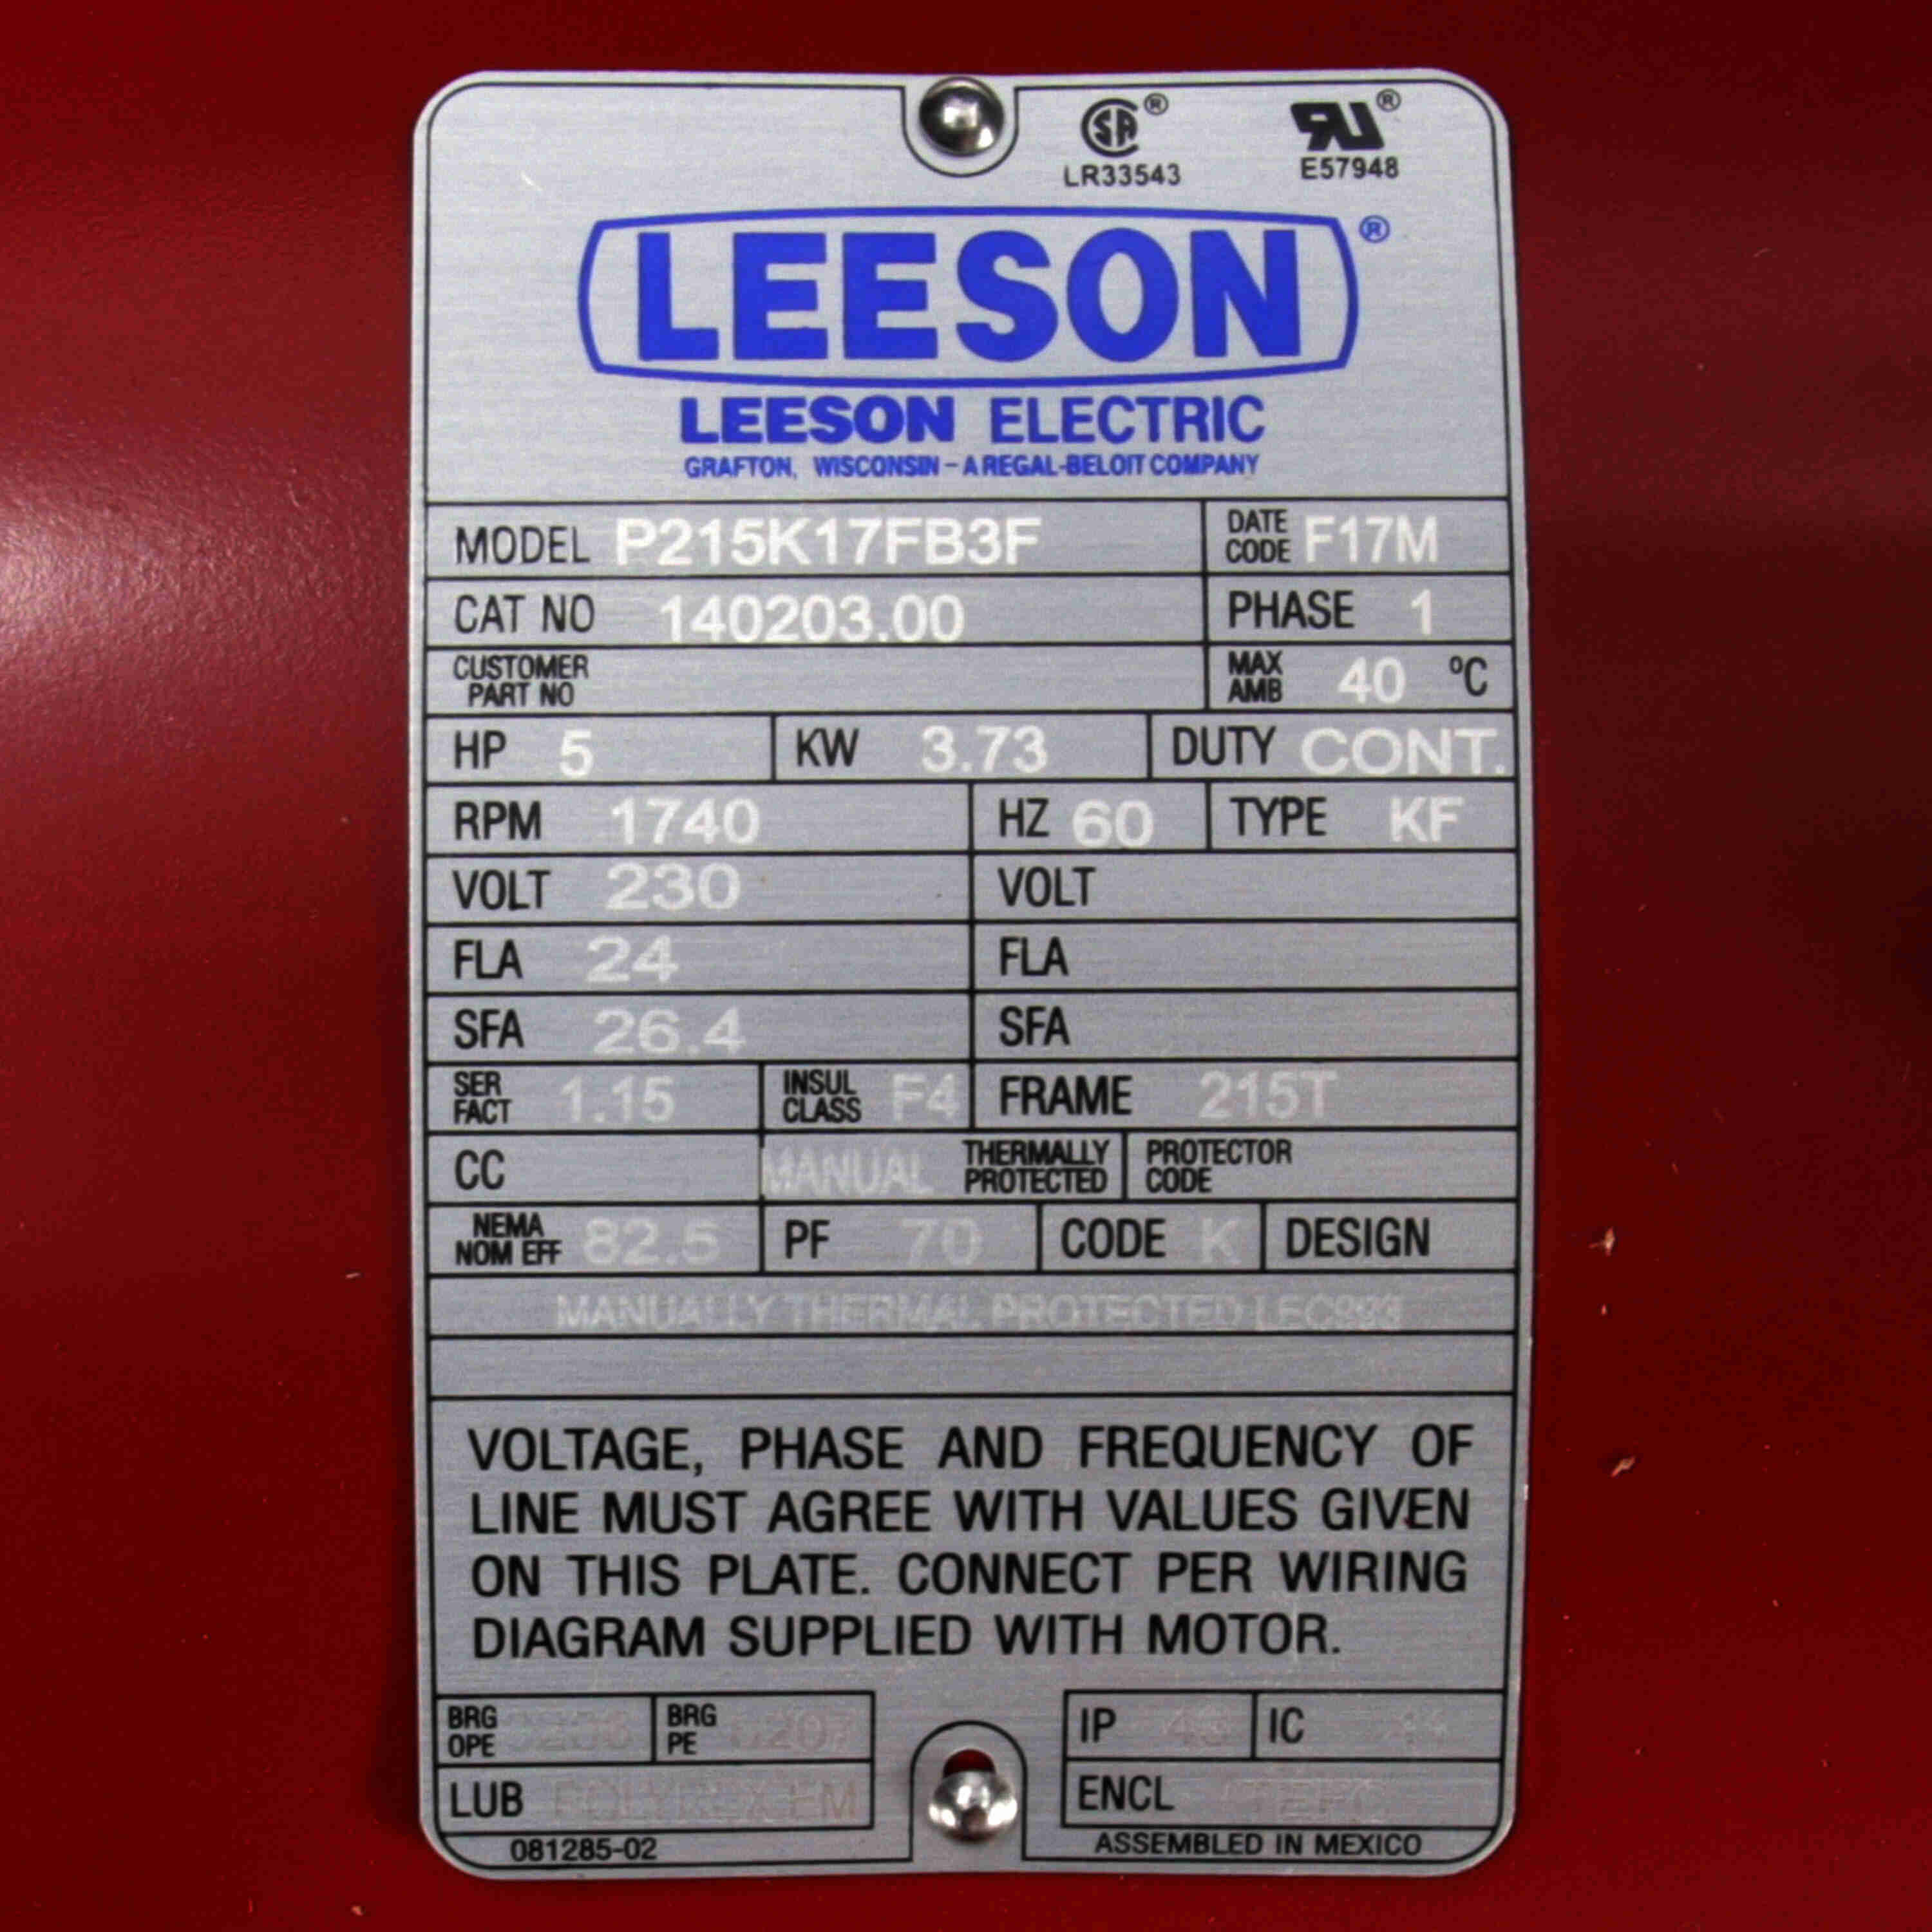 SA ®
LR33543
RU ®
E57948
LEESON ®
LEESON ELECTRIC
GRAFTON, WISCONSIN – A REGAL-BELOIT COMPANY
MODEL P215K17FB3F DATE CODE F17M
CAT NO 140203.00 PHASE 1
CUSTOMER PART NO MAX AMB 40 °C
HP 5 KW 3.73 DUTY CONT.
RPM 1740 HZ 60 TYPE KF
VOLT 230 VOLT
FLA 24 FLA
SFA 26.4 SFA
SER FACT 1.15 INSUL CLASS F4 FRAME 215T
CC MANUAL THERMALLY PROTECTED PROTECTOR CODE
NEMA NOM EFF 82.5 PF 70 CODE K DESIGN
MANUALLY THERMAL PROTECTED
VOLTAGE, PHASE AND FREQUENCY OF
LINE MUST AGREE WITH VALUES GIVEN
ON THIS PLATE. CONNECT PER WIRING
DIAGRAM SUPPLIED WITH MOTOR.
BRG OPE BRG PE IP IC
LUB POLYREX EM ENCL TEFC
081285-02 ASSEMBLED IN MEXICO